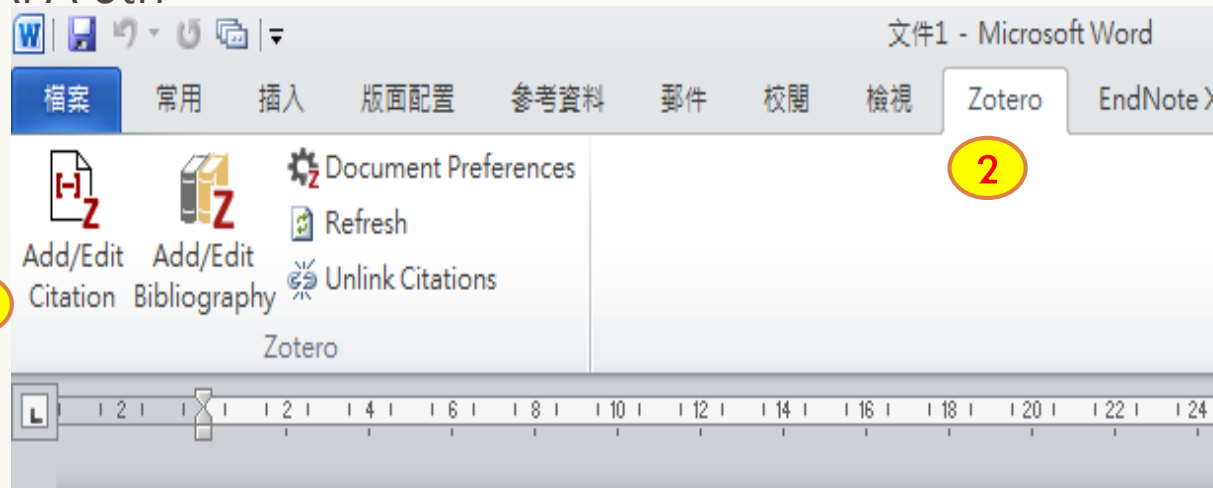 文件1 - Microsoft Word
檔案 常用 插入 版面配置 參考資料 郵件 校閱 檢視 Zotero EndNote X
2
Document Preferences
Refresh
Unlink Citations
Add/Edit Citation
Add/Edit Bibliography
Zotero
L 2 2 4 6 8 10 12 14 16 18 20 22 24